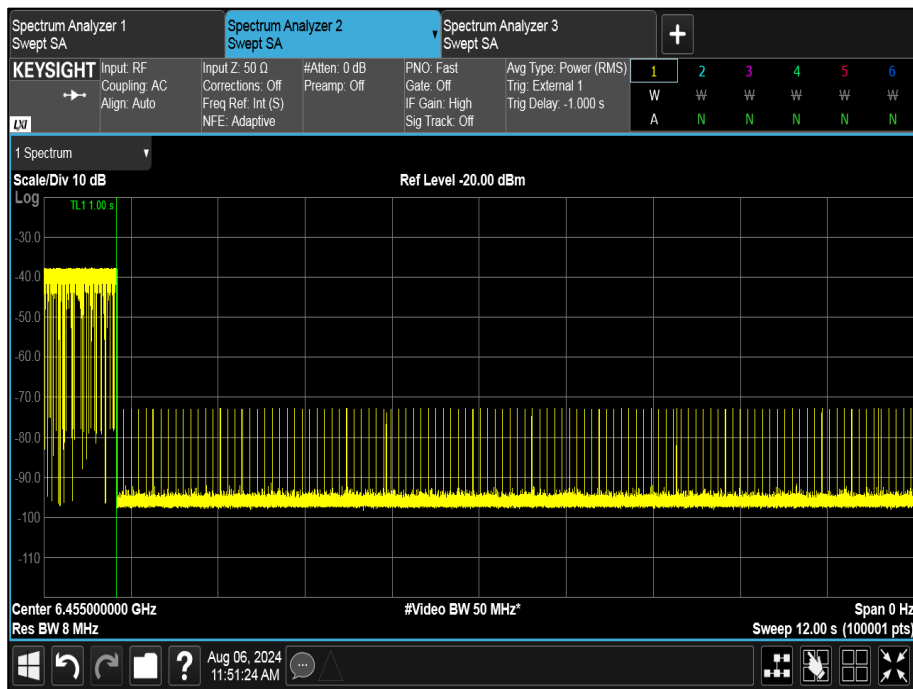 Spectrum Analyzer 1
Swept SA
Spectrum Analyzer 2
Swept SA
Spectrum Analyzer 3
Swept SA
+
KEYSIGHT
LXI
Input: RF
Coupling: AC
Align: Auto
Input Z: 50 Ω
Corrections: Off
Freq Ref: Int (S)
NFE: Adaptive
#Atten: 0 dB
Preamp: Off
PNO: Fast
Gate: Off
IF Gain: High
Sig Track: Off
Avg Type: Power (RMS)
Trig: External 1
Trig Delay: -1.000 s
1 2 3 4 5 6
W W W W W W
A N N N N N
1 Spectrum
Scale/Div 10 dB
Ref Level -20.00 dBm
Log
TL1 1.00 s
-30.0
-40.0
-50.0
-60.0
-70.0
-80.0
-90.0
-100
-110
Center 6.455000000 GHz
#Video BW 50 MHz*
Span 0 Hz
Res BW 8 MHz
Sweep 12.00 s (100001 pts)
?
Aug 06, 2024
11:51:24 AM